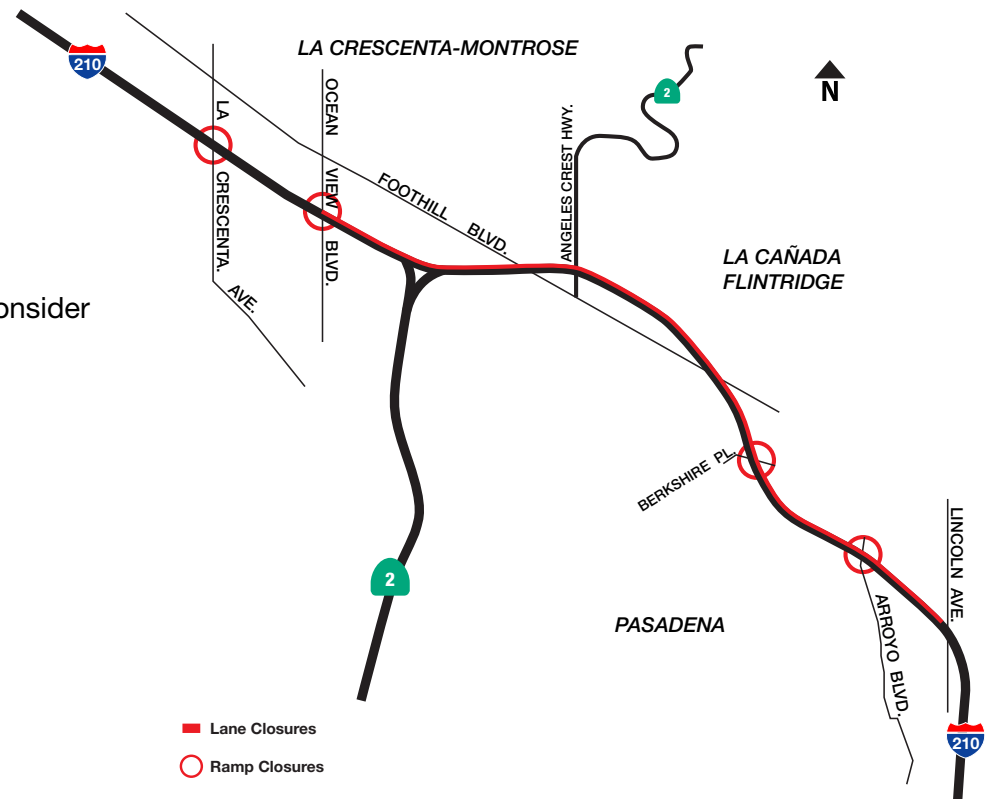 LA CRESCENTA-MONTROSE
2
N
210
LA CRESCENTA. AVE.
OCEAN VIEW BLVD.
FOOTHILL BLVD.
ANGELES CREST HWY.
LA CAÑADA
FLINTRIDGE
onsider
BERKSHIRE PL.
LINCOLN AVE.
2
ARROYO BLVD.
PASADENA
210
Lane Closures
Ramp Closures